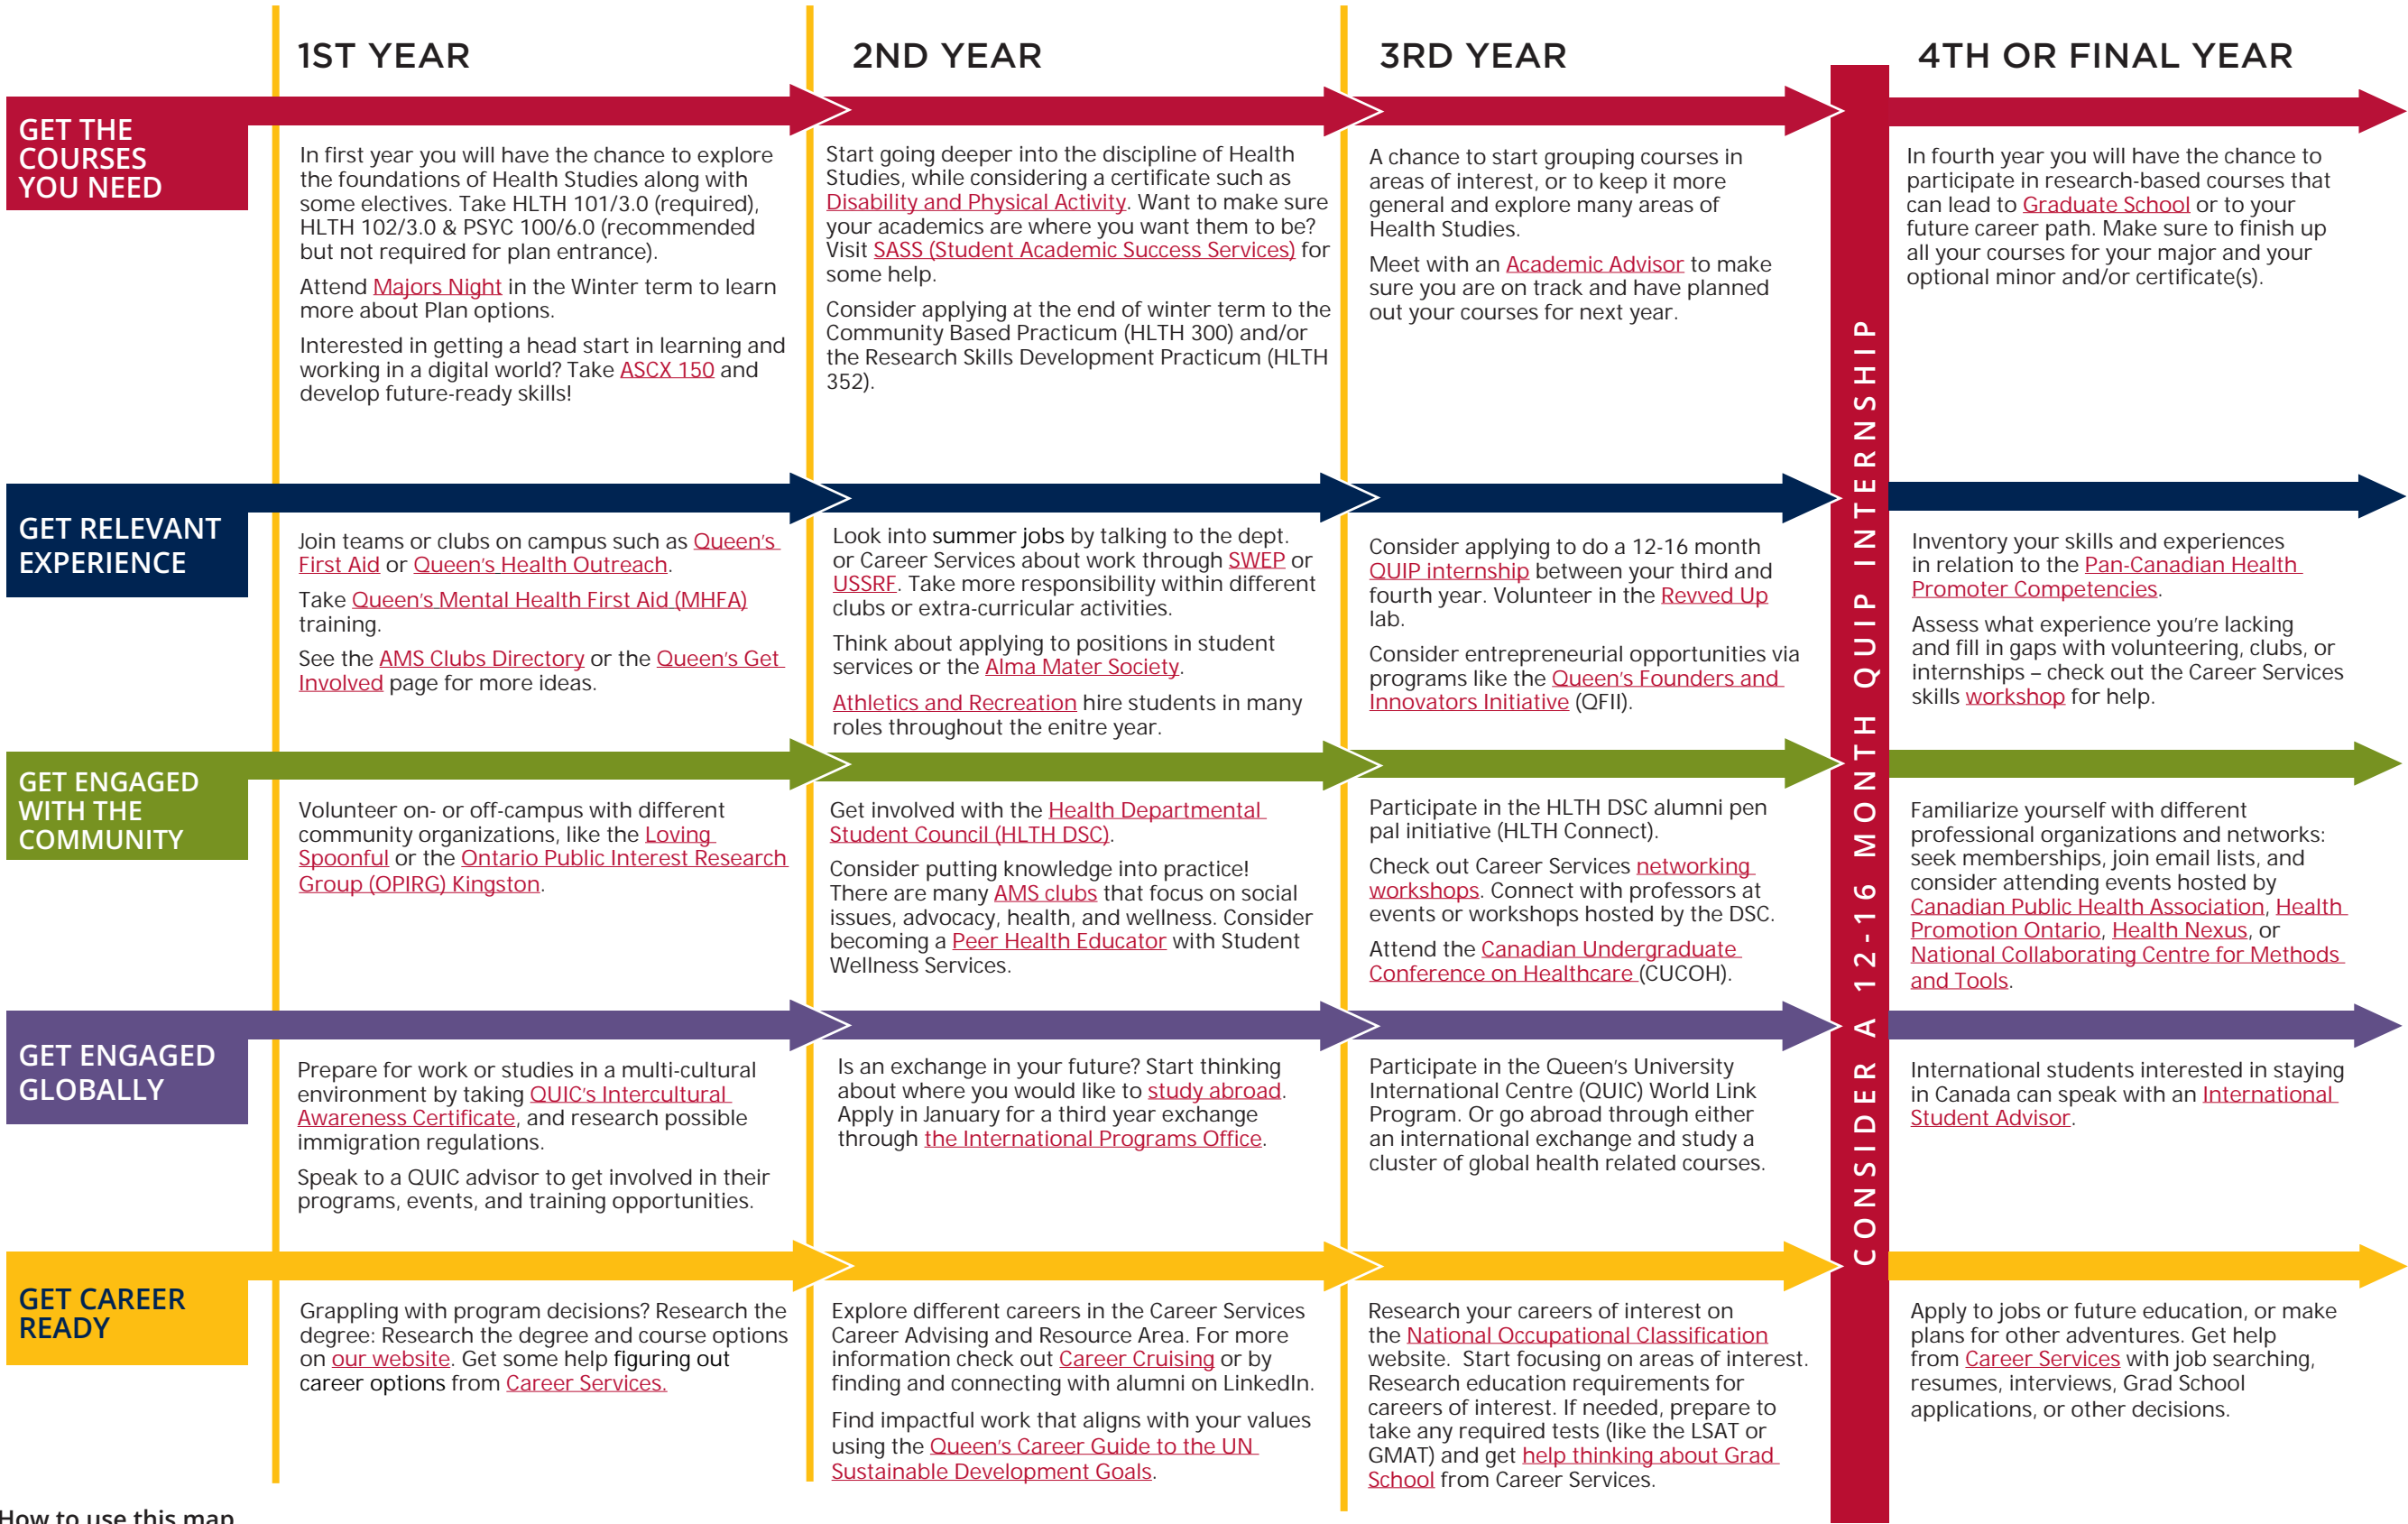 1ST YEAR
2ND YEAR
3RD YEAR
4TH OR FINAL YEAR
GET THE
COURSES
YOU NEED
In first year you will have the chance to explore
the foundations of Health Studies along with
some electives. Take HLTH 101/3.0 (required),
HLTH 102/3.0 & PSYC 100/6.0 (recommended
but not required for plan entrance).
Attend Majors Night in the Winter term to learn
more about Plan options.
Interested in getting a head start in learning and
working in a digital world? Take ASCX 150 and
develop future-ready skills!
Start going deeper into the discipline of Health
Studies, while considering a certificate such as
Disability and Physical Activity. Want to make sure
your academics are where you want them to be?
Visit SASS (Student Academic Success Services) for
some help.
Consider applying at the end of winter term to the
Community Based Practicum (HLTH 300) and/or
the Research Skills Development Practicum (HLTH
352).
A chance to start grouping courses in
areas of interest, or to keep it more
general and explore many areas of
Health Studies.
Meet with an Academic Advisor to make
sure you are on track and have planned
out your courses for next year.
In fourth year you will have the chance to
participate in research-based courses that
can lead to Graduate School or to your
future career path. Make sure to finish up
all your courses for your major and your
optional minor and/or certificate(s).
GET RELEVANT
EXPERIENCE
Join teams or clubs on campus such as Queen's
First Aid or Queen's Health Outreach.
Take Queen's Mental Health First Aid (MHFA)
training.
See the AMS Clubs Directory or the Queen's Get
Involved page for more ideas.
Look into summer jobs by talking to the dept.
or Career Services about work through SWEP or
USSRF. Take more responsibility within different
clubs or extra-curricular activities.
Think about applying to positions in student
services or the Alma Mater Society.
Athletics and Recreation hire students in many
roles throughout the enitre year.
Consider applying to do a 12-16 month
QUIP internship between your third and
fourth year. Volunteer in the Revved Up
lab.
Consider entrepreneurial opportunities via
programs like the Queen's Founders and
Innovators Initiative (QFII).
Inventory your skills and experiences
in relation to the Pan-Canadian Health
Promoter Competencies.
Assess what experience you're lacking
and fill in gaps with volunteering, clubs, or
internships – check out the Career Services
skills workshop for help.
GET ENGAGED
WITH THE
COMMUNITY
Volunteer on- or off-campus with different
community organizations, like the Loving
Spoonful or the Ontario Public Interest Research
Group (OPIRG) Kingston.
Get involved with the Health Departmental
Student Council (HLTH DSC).
Consider putting knowledge into practice!
There are many AMS clubs that focus on social
issues, advocacy, health, and wellness. Consider
becoming a Peer Health Educator with Student
Wellness Services.
Participate in the HLTH DSC alumni pen
pal initiative (HLTH Connect).
Check out Career Services networking
workshops. Connect with professors at
events or workshops hosted by the DSC.
Attend the Canadian Undergraduate
Conference on Healthcare (CUCOH).
Familiarize yourself with different
professional organizations and networks:
seek memberships, join email lists, and
consider attending events hosted by
Canadian Public Health Association, Health
Promotion Ontario, Health Nexus, or
National Collaborating Centre for Methods
and Tools.
GET ENGAGED
GLOBALLY
Prepare for work or studies in a multi-cultural
environment by taking QUIC's Intercultural
Awareness Certificate, and research possible
immigration regulations.
Speak to a QUIC advisor to get involved in their
programs, events, and training opportunities.
Is an exchange in your future? Start thinking
about where you would like to study abroad.
Apply in January for a third year exchange
through the International Programs Office.
Participate in the Queen's University
International Centre (QUIC) World Link
Program. Or go abroad through either
an international exchange and study a
cluster of global health related courses.
International students interested in staying
in Canada can speak with an International
Student Advisor.
GET CAREER
READY
Grappling with program decisions? Research the
degree: Research the degree and course options
on our website. Get some help figuring out
career options from Career Services.
Explore different careers in the Career Services
Career Advising and Resource Area. For more
information check out Career Cruising or by
finding and connecting with alumni on LinkedIn.
Find impactful work that aligns with your values
using the Queen's Career Guide to the UN
Sustainable Development Goals.
Research your careers of interest on
the National Occupational Classification
website. Start focusing on areas of interest.
Research education requirements for
careers of interest. If needed, prepare to
take any required tests (like the LSAT or
GMAT) and get help thinking about Grad
School from Career Services.
Apply to jobs or future education, or make
plans for other adventures. Get help
from Career Services with job searching,
resumes, interviews, Grad School
applications, or other decisions.
CONSIDER A 12-16 MONTH QUIP INTERNSHIP
How to use this map